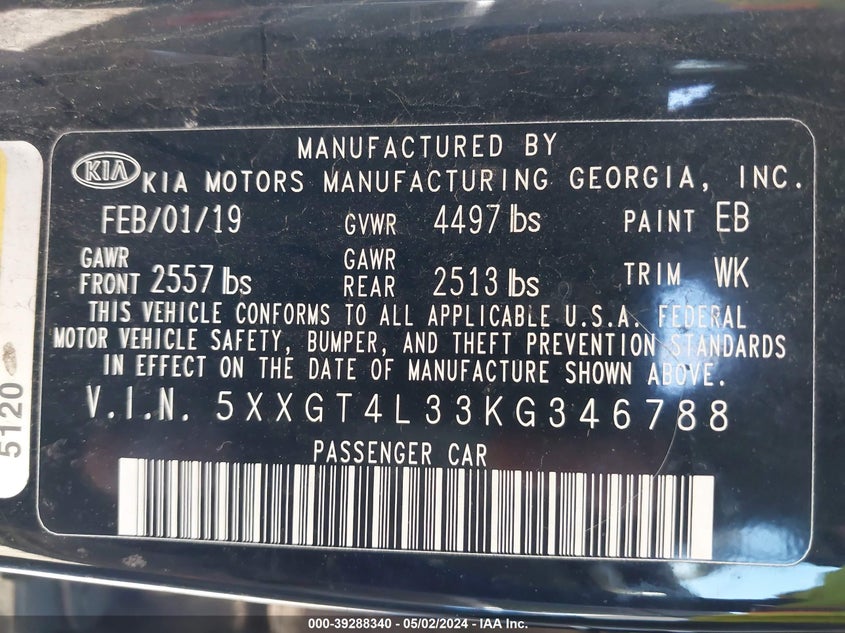 MANUFACTURED BY
KIA KIA MOTORS MANUFACTURING GEORGIA, INC.
FEB/01/19 GVWR 4497 lbs PAINT EB
GAWR FRONT 2557 lbs GAWR REAR 2513 lbs TRIM WK
THIS VEHICLE CONFORMS TO ALL APPLICABLE U.S.A. FEDERAL
MOTOR VEHICLE SAFETY, BUMPER, AND THEFT PREVENTION STANDARDS
IN EFFECT ON THE DATE OF MANUFACTURE SHOWN ABOVE.
V.I.N. 5XXGT4L33KG346788
PASSENGER CAR
5120
000-39288340 - 05/02/2024 - IAA Inc.